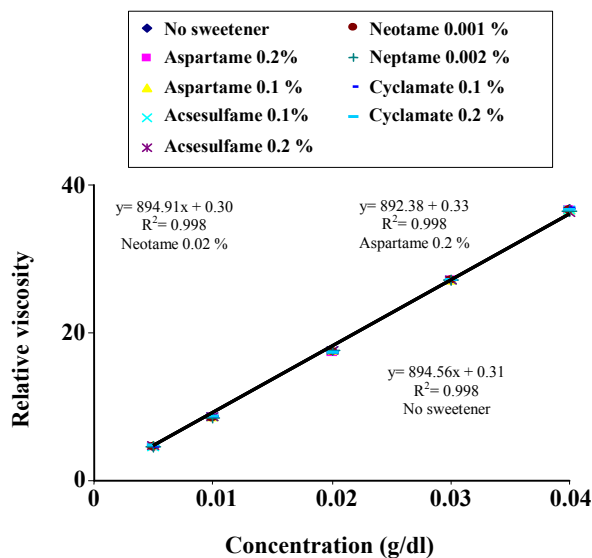 No sweetener
Neotame 0.001 %
Aspartame 0.2%
Neptame 0.002 %
Aspartame 0.1 %
Cyclamate 0.1 %
Acsesulfame 0.1%
Cyclamate 0.2 %
Acsesulfame 0.2 %
40
y= 894.91x + 0.30
R2= 0.998
Neotame 0.02 %
y= 892.38 + 0.33
R2= 0.998
Aspartame 0.2 %
Relative viscosity
20
y= 894.56x + 0.31
R2= 0.998
No sweetener
0
0 0.01 0.02 0.03 0.04
Concentration (g/dl)